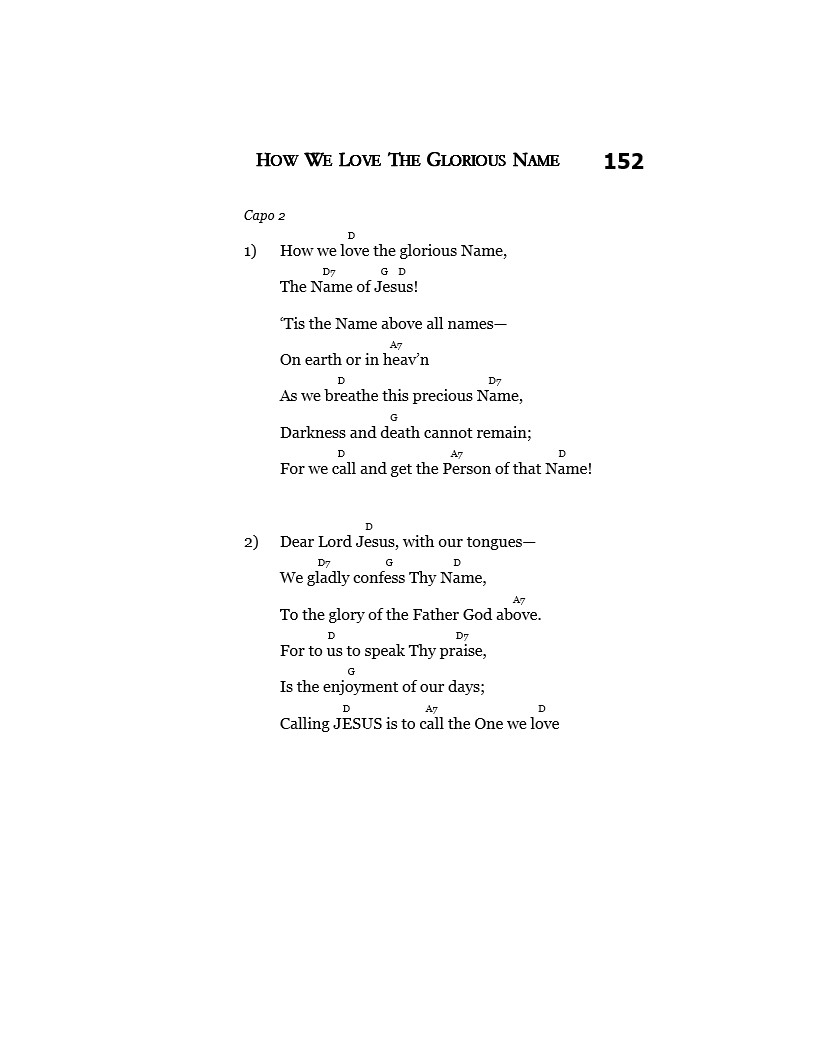 How We Love The Glorious Name 152
Capo 2
D
1) How we love the glorious Name,
D7 G D
The Name of Jesus!
‘Tis the Name above all names—
A7
On earth or in heav’n
D D7
As we breathe this precious Name,
G
Darkness and death cannot remain;
D A7 D
For we call and get the Person of that Name!
D
2) Dear Lord Jesus, with our tongues—
D7 G D
We gladly confess Thy Name,
A7
To the glory of the Father God above.
D D7
For to us to speak Thy praise,
G
Is the enjoyment of our days;
D A7 D
Calling JESUS is to call the One we love